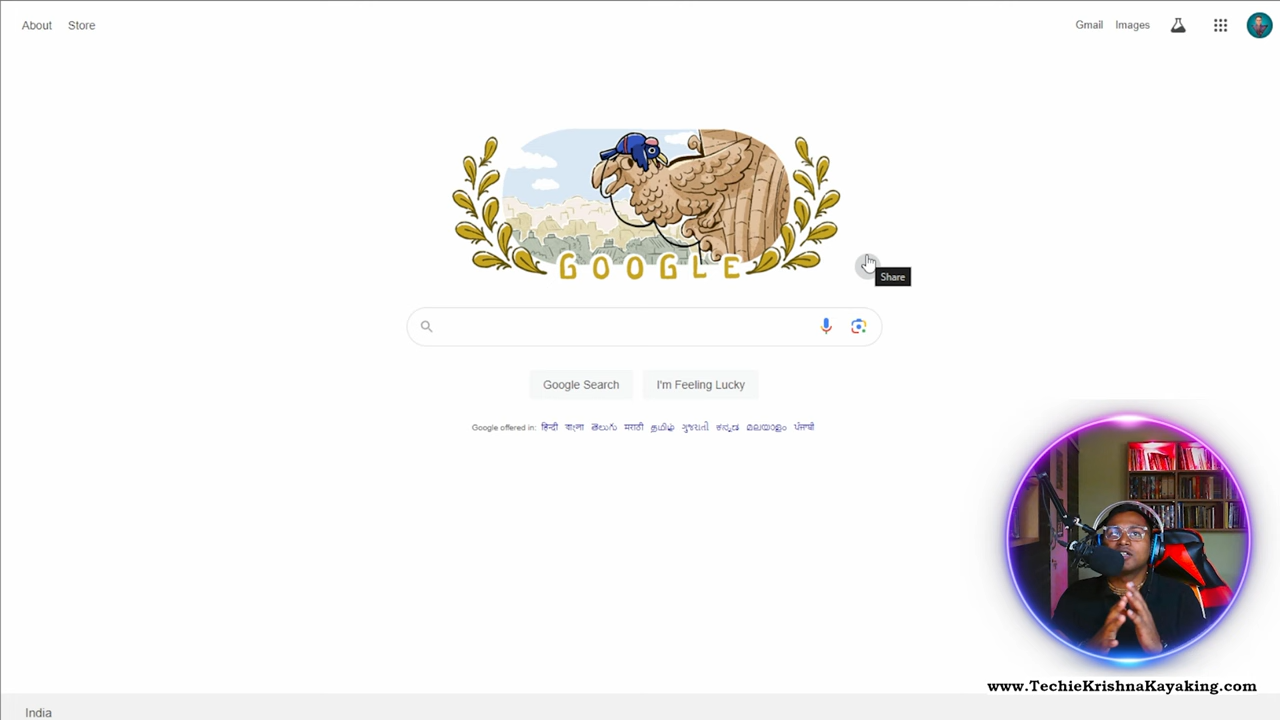 About Store
Gmail Images
GOOGLE
Share
Google Search I'm Feeling Lucky
Google offered in: हिन्दी বাংলা తెలుగు मराठी தமிழ் ગુજરાતી ಕನ್ನಡ മലയാളം ਪੰਜਾਬੀ
www.TechieKrishnaKayaking.com
India